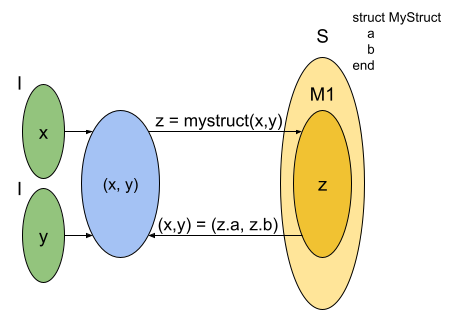 struct MyStruct
a
b
end
S
I
M1
x
z = mystruct(x,y)
(x, y)
z
I
y
(x,y) = (z.a, z.b)